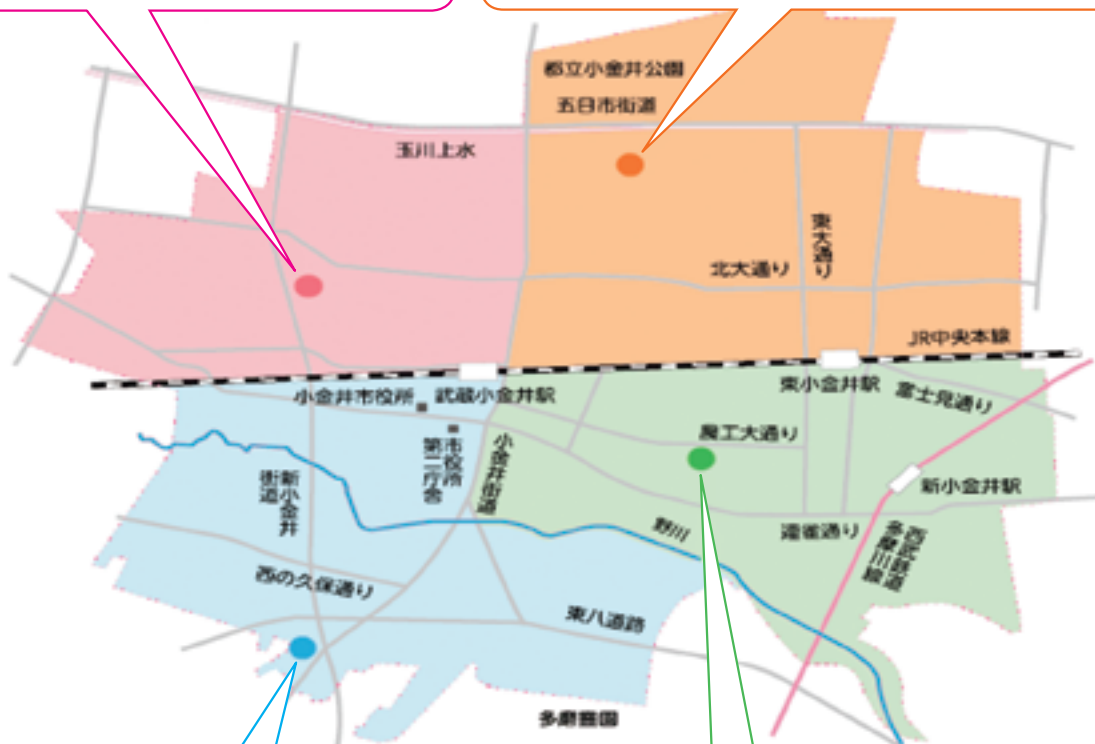 都立小金井公園
五日市街道
玉川上水
東大通り
北大通り
JR中央本線
小金井市役所
武蔵小金井駅
東小金井駅
富士見通り
市役所
第二庁舎
小金井街道
農工大通り
新小金井
街道
新小金井駅
野川
連雀通り
西武鉄道
多摩川線
西の久保通り
東八道路
多磨霊園